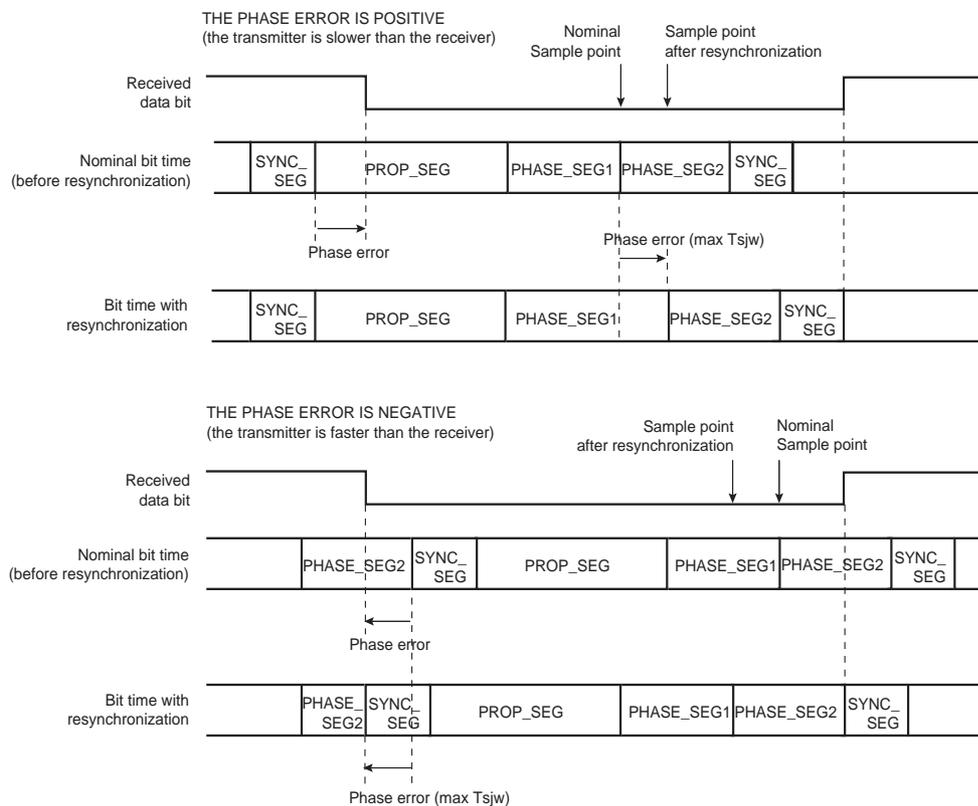 THE PHASE ERROR IS POSITIVE
(the transmitter is slower than the receiver)
Nominal
Sample point
Sample point
after resynchronization
Received
data bit
Nominal bit time
(before resynchronization)
SYNC_
SEG
PROP_SEG
PHASE_SEG1
PHASE_SEG2
SYNC_
SEG
Phase error
Phase error (max Tsjw)
Bit time with
resynchronization
SYNC_
SEG
PROP_SEG
PHASE_SEG1
PHASE_SEG2
SYNC_
SEG
THE PHASE ERROR IS NEGATIVE
(the transmitter is faster than the receiver)
Sample point
after resynchronization
Nominal
Sample point
Received
data bit
Nominal bit time
(before resynchronization)
PHASE_SEG2
SYNC_
SEG
PROP_SEG
PHASE_SEG1
PHASE_SEG2
SYNC_
SEG
Phase error
Bit time with
resynchronization
PHASE_
SEG2
SYNC_
SEG
PROP_SEG
PHASE_SEG1
PHASE_SEG2
SYNC_
SEG
Phase error (max Tsjw)